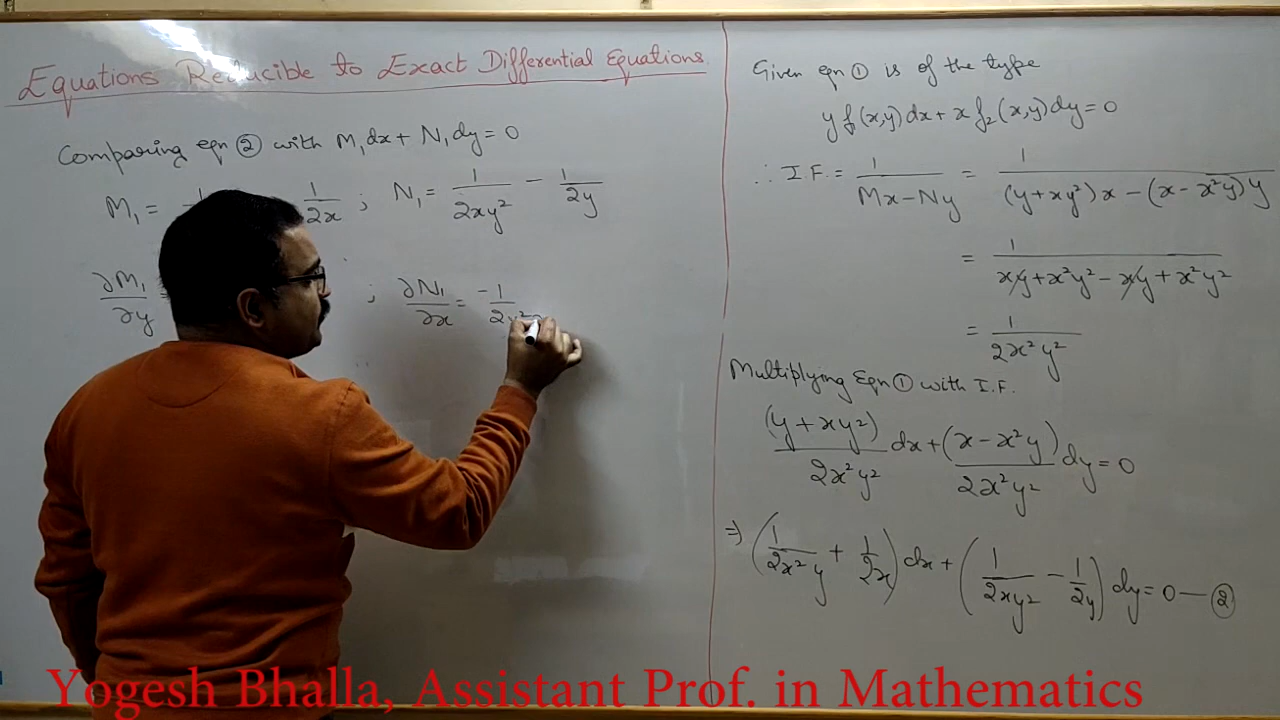 Equations Reducible to Exact Differential Equations
Comparing eqn ② with M₁dx + N₁dy = 0
M₁ = 1/2x ; N₁ = 1/2xy² - 1/2y
∂M₁/∂y = ; ∂N₁/∂x = -1/2y²
Given eqn ① is of the type
y f(x,y)dx + x f₂(x,y)dy = 0
∴ I.F. = 1/(Mx-Ny) = 1/((y+xy²)x - (x-x²y)y)
= 1/(xy+x²y² - xy + x²y²)
= 1/2x²y²
Multiplying Eqn ① with I.F.
(y+xy²)/2x²y² dx + (x-x²y)/2x²y² dy = 0
⇒ (1/2x²y + 1/2x) dx + (1/2xy² - 1/2y) dy = 0 — ②
Yogesh Bhalla, Assistant Prof. in Mathematics